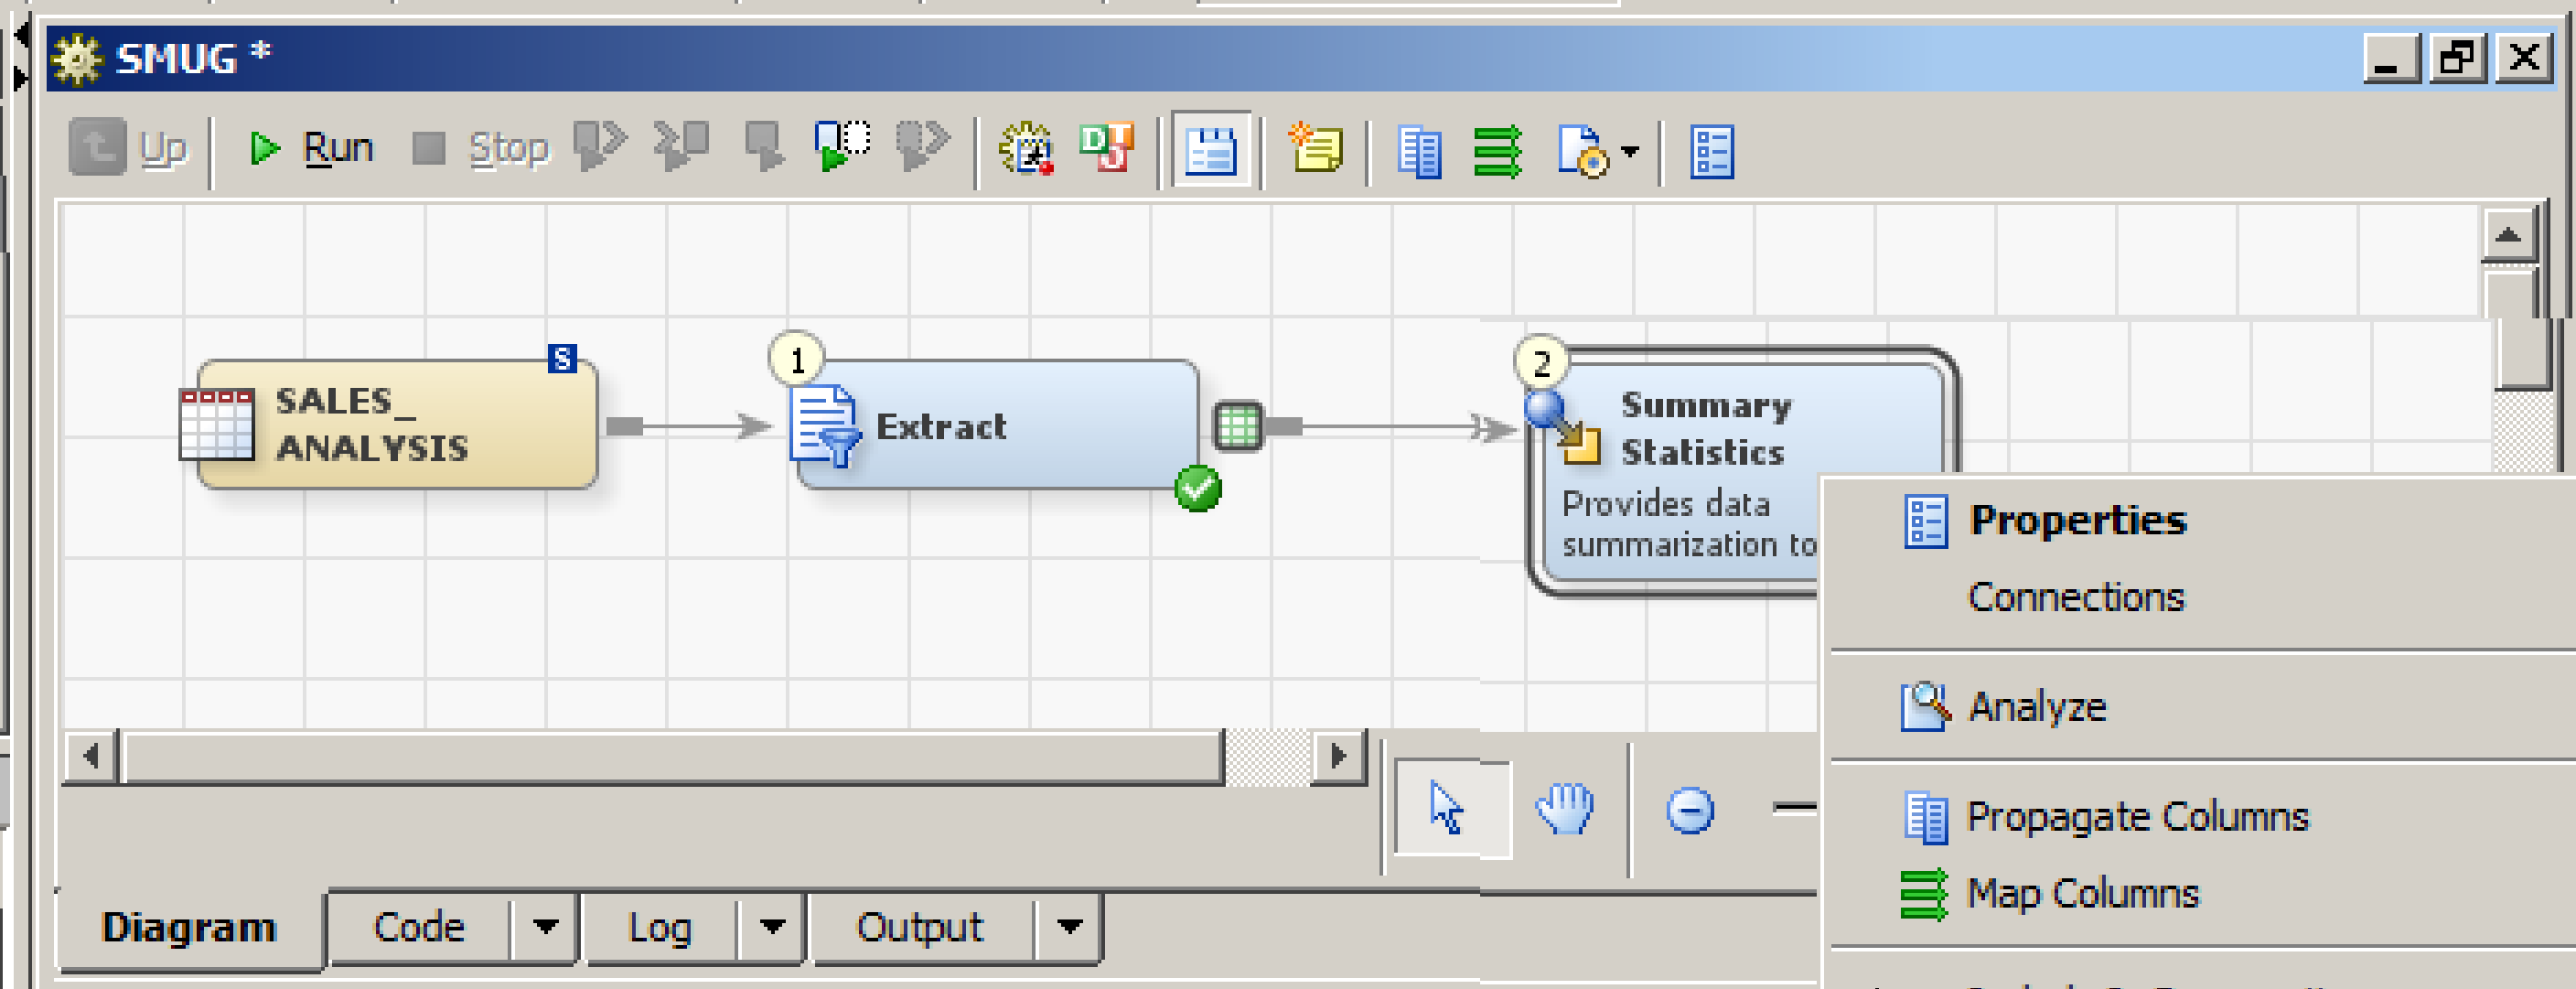 SMUG *
Up Run Stop
S
SALES_
ANALYSIS
1
Extract
2
Summary
Statistics
Provides data
summarization to
Properties
Connections
Analyze
Propagate Columns
Map Columns
Diagram Code Log Output